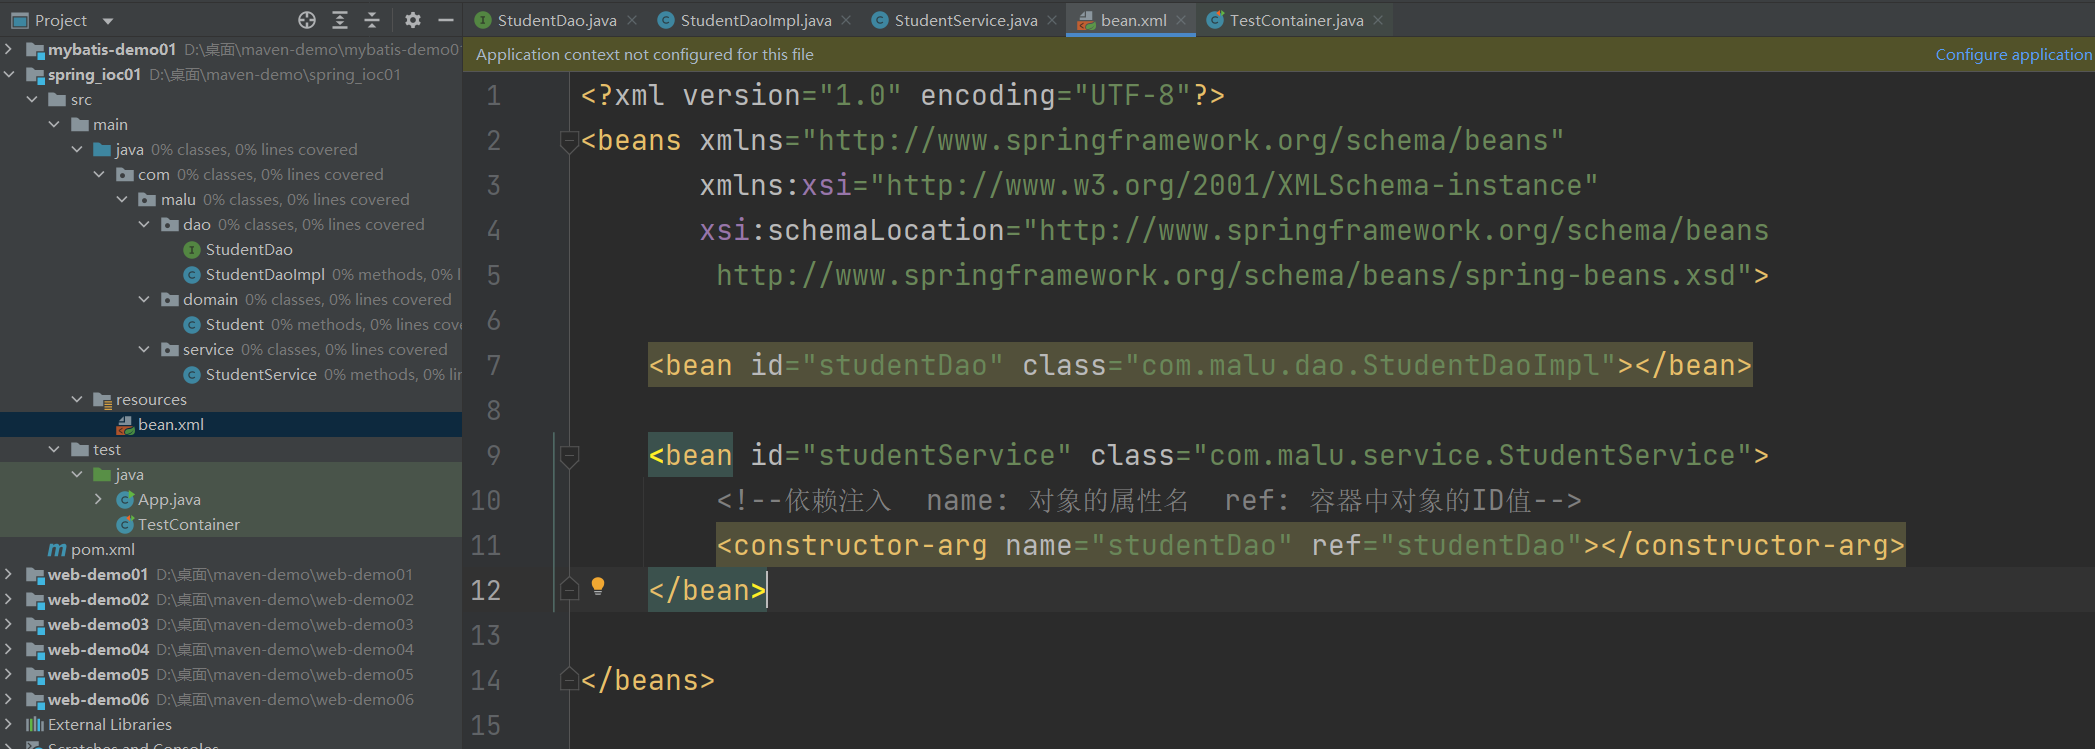 Project
mybatis-demo01 D:\桌面\maven-demo\mybatis-demo01
spring_ioc01 D:\桌面\maven-demo\spring_ioc01
src
main
java 0% classes, 0% lines covered
com 0% classes, 0% lines covered
malu 0% classes, 0% lines covered
dao 0% classes, 0% lines covered
StudentDao
StudentDaoImpl 0% methods, 0% l
domain 0% classes, 0% lines covered
Student 0% methods, 0% lines cov
service 0% classes, 0% lines covered
StudentService 0% methods, 0% lin
resources
bean.xml
test
java
App.java
TestContainer
pom.xml
web-demo01 D:\桌面\maven-demo\web-demo01
web-demo02 D:\桌面\maven-demo\web-demo02
web-demo03 D:\桌面\maven-demo\web-demo03
web-demo04 D:\桌面\maven-demo\web-demo04
web-demo05 D:\桌面\maven-demo\web-demo05
web-demo06 D:\桌面\maven-demo\web-demo06
External Libraries
Scratches and Consoles
StudentDao.java StudentDaoImpl.java StudentService.java bean.xml TestContainer.java
Application context not configured for this file Configure application
1 <?xml version="1.0" encoding="UTF-8"?>
2 <beans xmlns="http://www.springframework.org/schema/beans"
3 xmlns:xsi="http://www.w3.org/2001/XMLSchema-instance"
4 xsi:schemaLocation="http://www.springframework.org/schema/beans
5 http://www.springframework.org/schema/beans/spring-beans.xsd">
6
7 <bean id="studentDao" class="com.malu.dao.StudentDaoImpl"></bean>
8
9 <bean id="studentService" class="com.malu.service.StudentService">
10 <!--依赖注入 name: 对象的属性名 ref: 容器中对象的ID值-->
11 <constructor-arg name="studentDao" ref="studentDao"></constructor-arg>
12 </bean>
13
14 </beans>
15